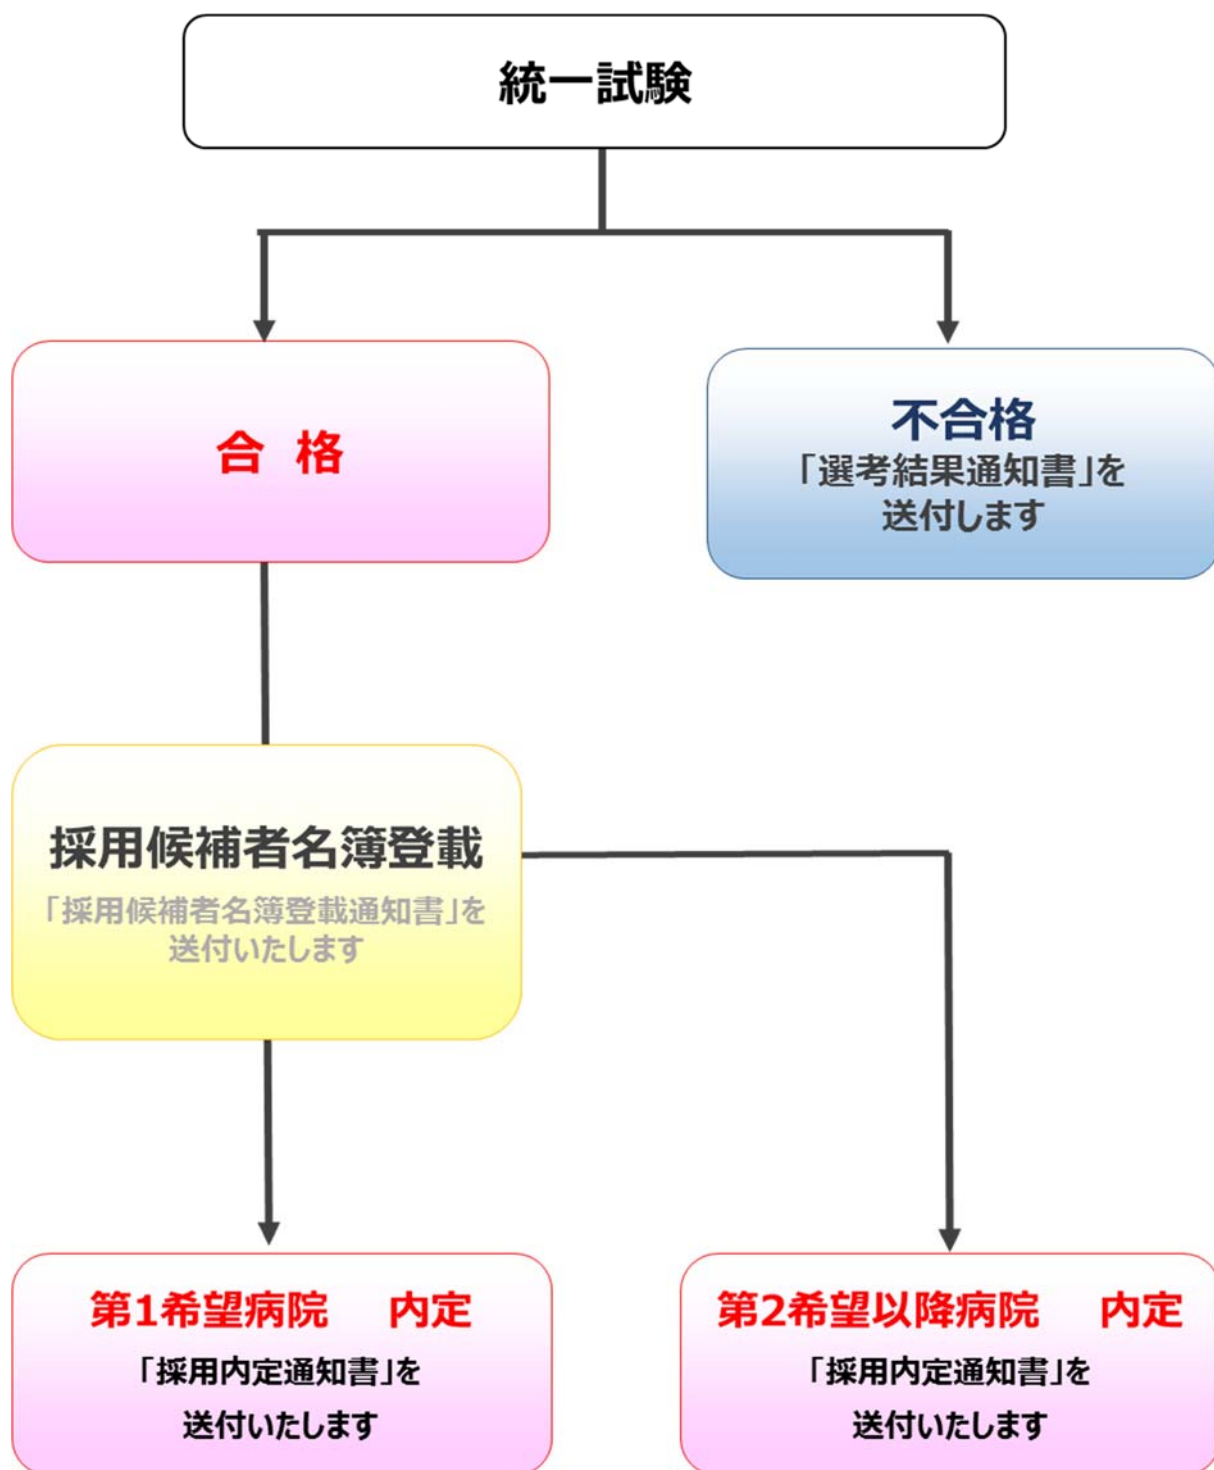 統一試験
合 格
不合格
「選考結果通知書」を
送付します
採用候補者名簿登載
「採用候補者名簿登載通知書」を
送付いたします
第1希望病院 内定
「採用内定通知書」を
送付いたします
第2希望以降病院 内定
「採用内定通知書」を
送付いたします